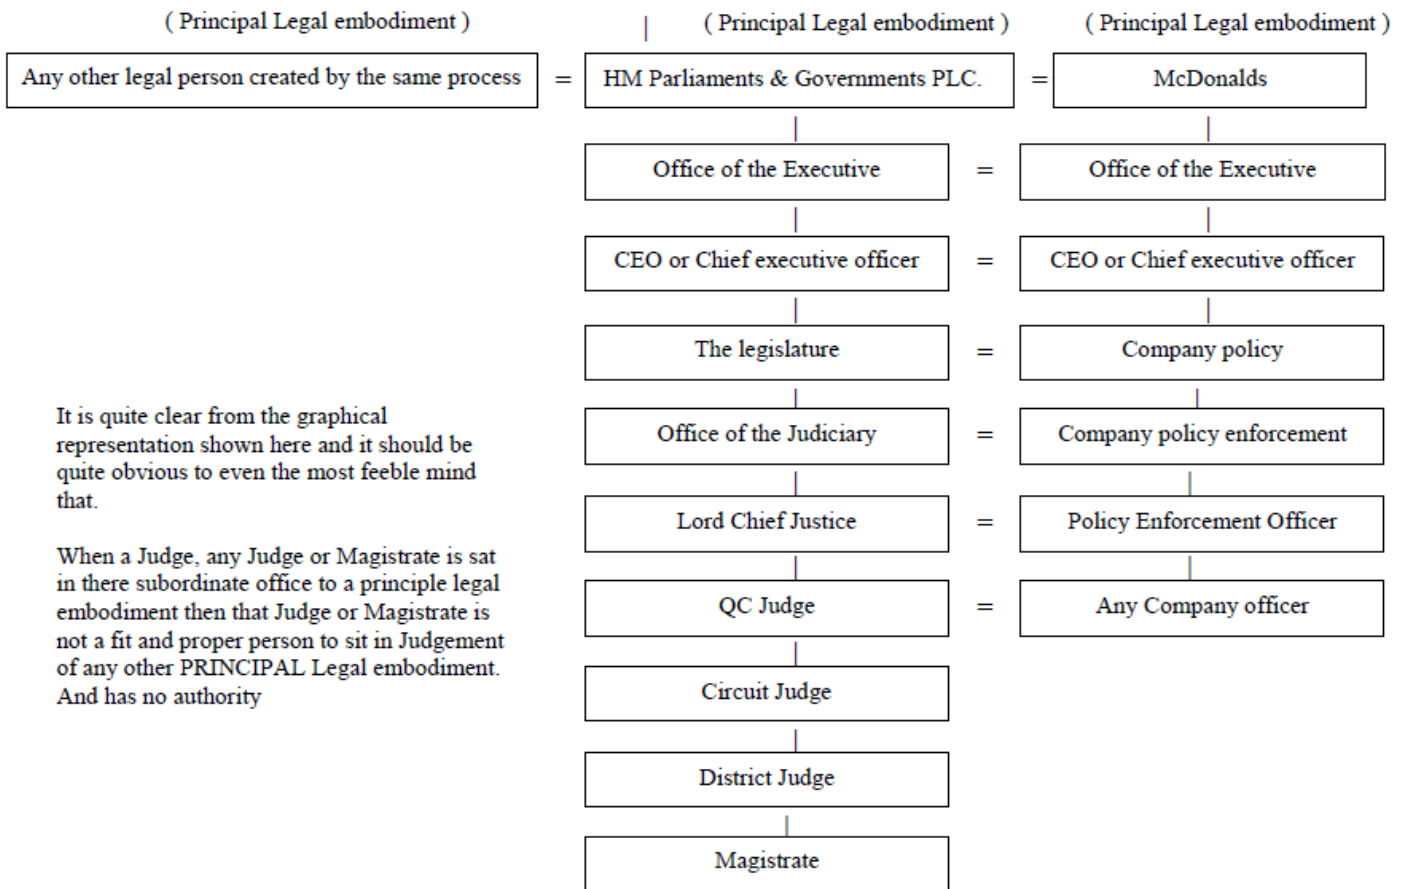 ( Principal Legal embodiment )
( Principal Legal embodiment )
( Principal Legal embodiment )
Any other legal person created by the same process
=
HM Parliaments & Governments PLC.
=
McDonalds
Office of the Executive
=
Office of the Executive
CEO or Chief executive officer
=
CEO or Chief executive officer
The legislature
=
Company policy
Office of the Judiciary
=
Company policy enforcement
Lord Chief Justice
=
Policy Enforcement Officer
QC Judge
=
Any Company officer
Circuit Judge
District Judge
Magistrate
It is quite clear from the graphical
representation shown here and it should be
quite obvious to even the most feeble mind
that.
When a Judge, any Judge or Magistrate is sat
in there subordinate office to a principle legal
embodiment then that Judge or Magistrate is
not a fit and proper person to sit in Judgement
of any other PRINCIPAL Legal embodiment.
And has no authority